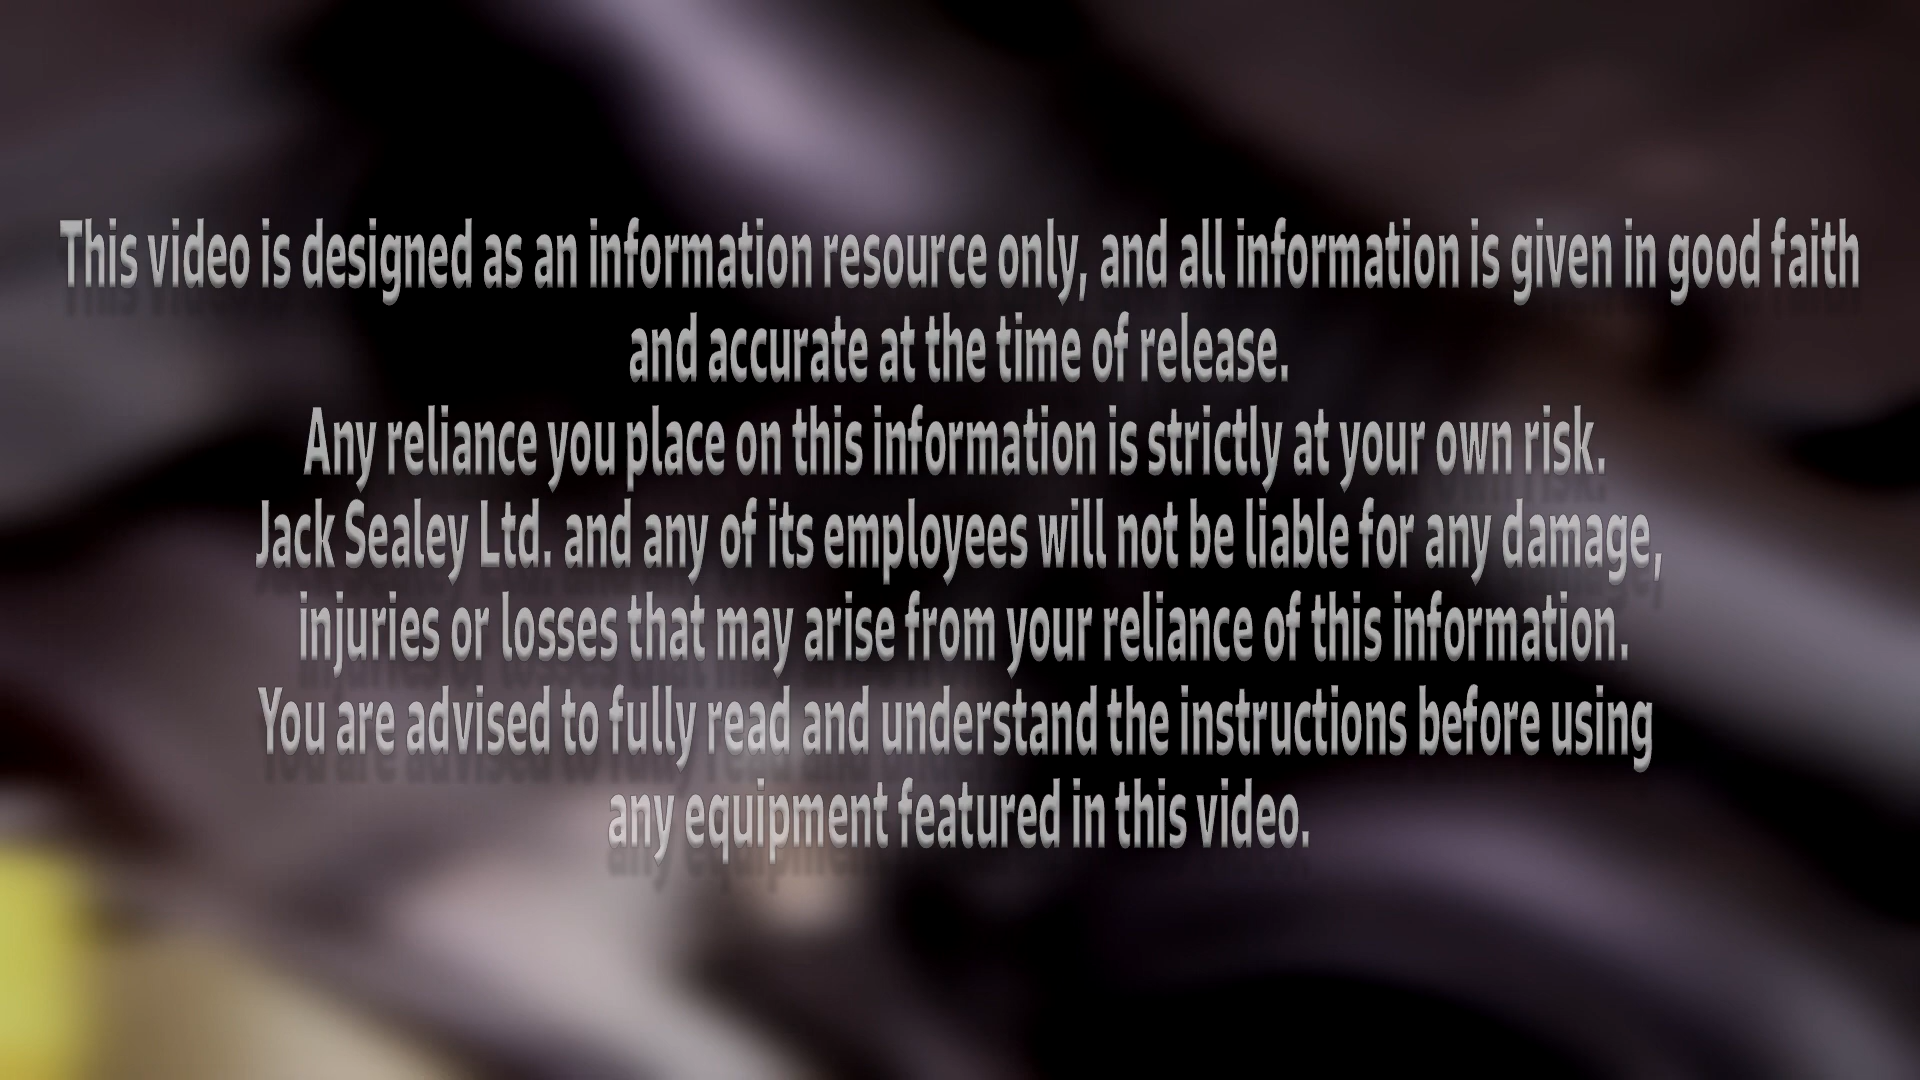 This video is designed as an information resource only, and all information is given in good faith
and accurate at the time of release.
Any reliance you place on this information is strictly at your own risk.
Jack Sealey Ltd. and any of its employees will not be liable for any damage,
injuries or losses that may arise from your reliance of this information.
You are advised to fully read and understand the instructions before using
any equipment featured in this video.